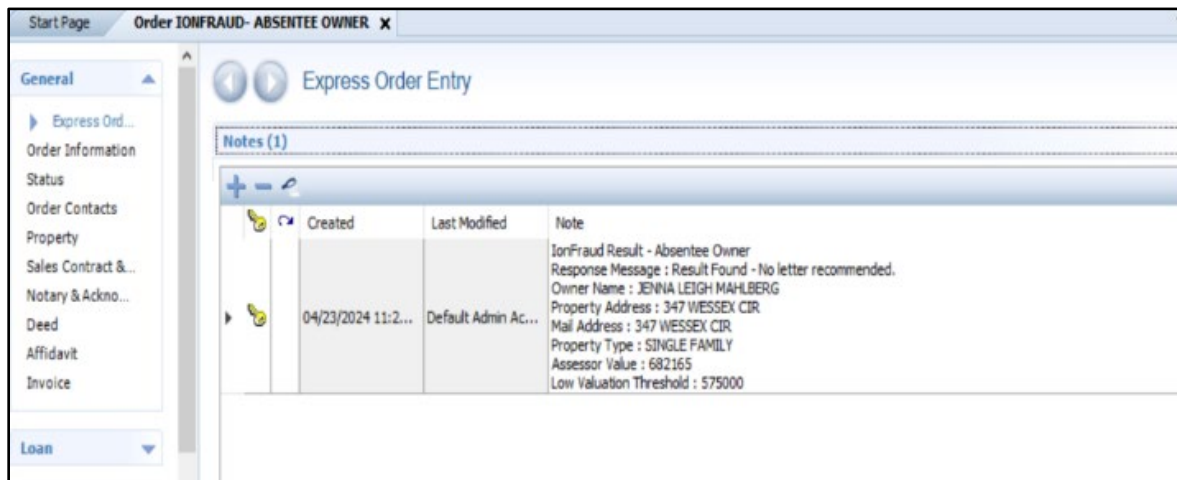 Start Page
Order IONFRAUD- ABSENTEE OWNER X
General
Express Ord...
Order Information
Status
Order Contacts
Property
Sales Contract &...
Notary & Ackno...
Deed
Affidavit
Invoice
Loan
Express Order Entry
Notes (1)
Created Last Modified Note
04/23/2024 11:2... Default Admin Ac...
IonFraud Result - Absentee Owner
Response Message : Result Found - No letter recommended.
Owner Name : JENNA LEIGH MAHLBERG
Property Address : 347 WESSEX CIR
Mail Address : 347 WESSEX CIR
Property Type : SINGLE FAMILY
Assessor Value : 682165
Low Valuation Threshold : 575000